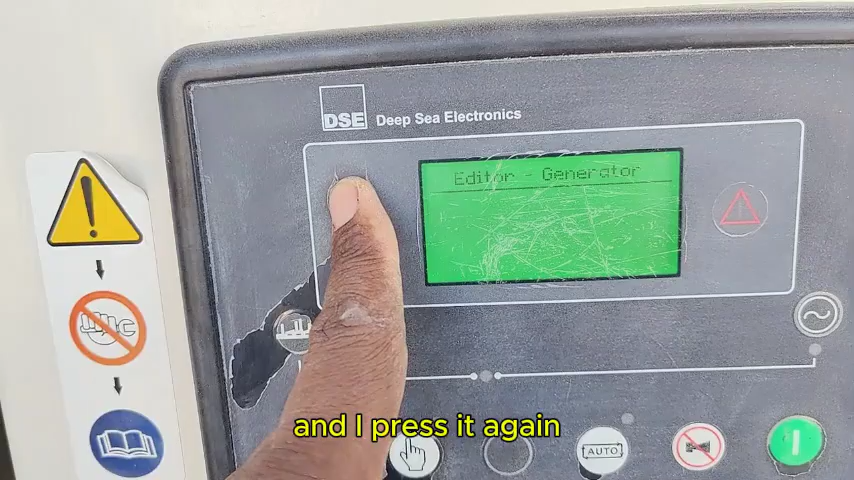 DSE Deep Sea Electronics
Editor - Generator
and I press it again
AUTO